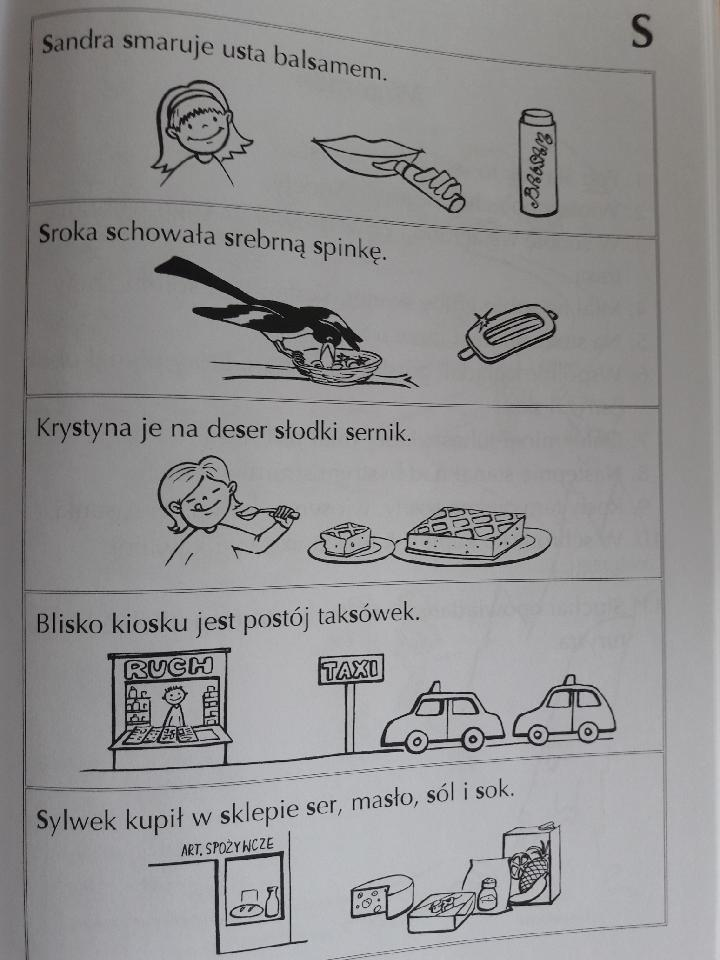 S
Sandra smaruje usta balsamem.
Sroka schowała srebrną spinkę.
Krystyna je na deser słodki sernik.
Blisko kiosku jest postój taksówek.
RUCH
TAXI
Sylwek kupił w sklepie ser, masło, sól i sok.
ART. SPOŻYWCZE